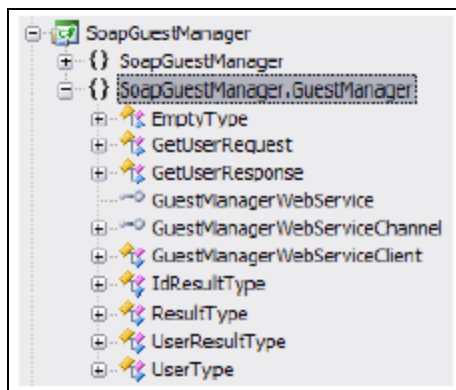 SoapGuestManager
{} SoapGuestManager
{} SoapGuestManager.GuestManager
EmptyType
GetUserRequest
GetUserResponse
GuestManagerWebService
GuestManagerWebServiceChannel
GuestManagerWebServiceClient
IdResultType
ResultType
UserResultType
UserType